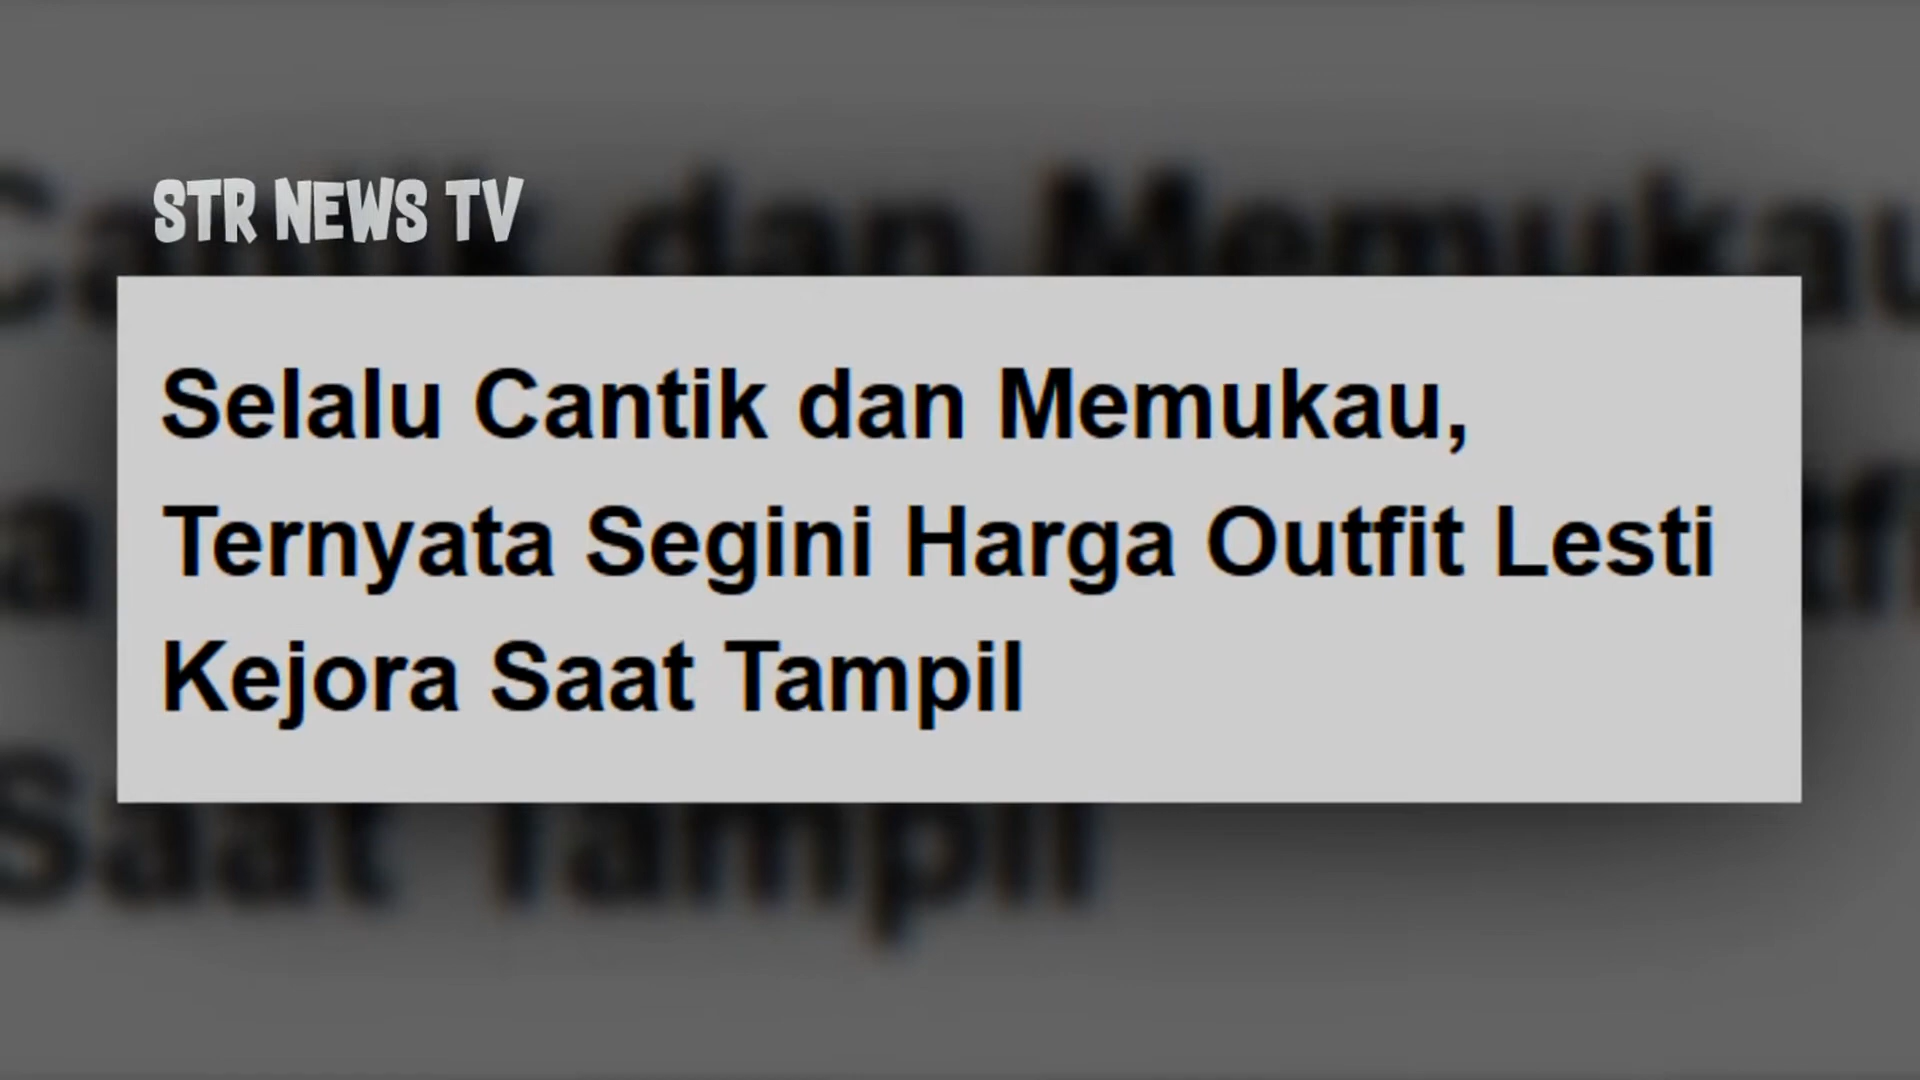 STR NEWS TV
Selalu Cantik dan Memukau,
Ternyata Segini Harga Outfit Lesti
Kejora Saat Tampil